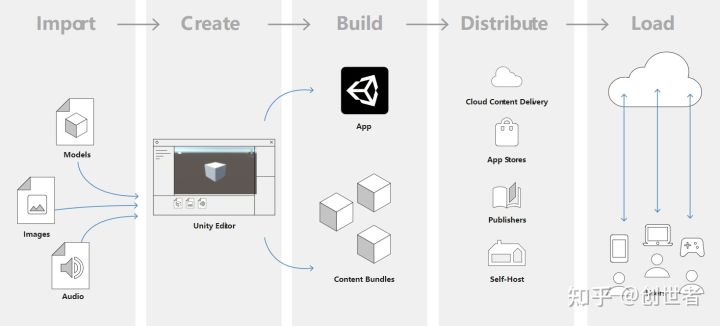 Import
Create
Build
Distribute
Load
Models
Images
Audio
Unity Editor
App
Content Bundles
Cloud Content Delivery
App Stores
Publishers
Self-Host
知乎 @创世者